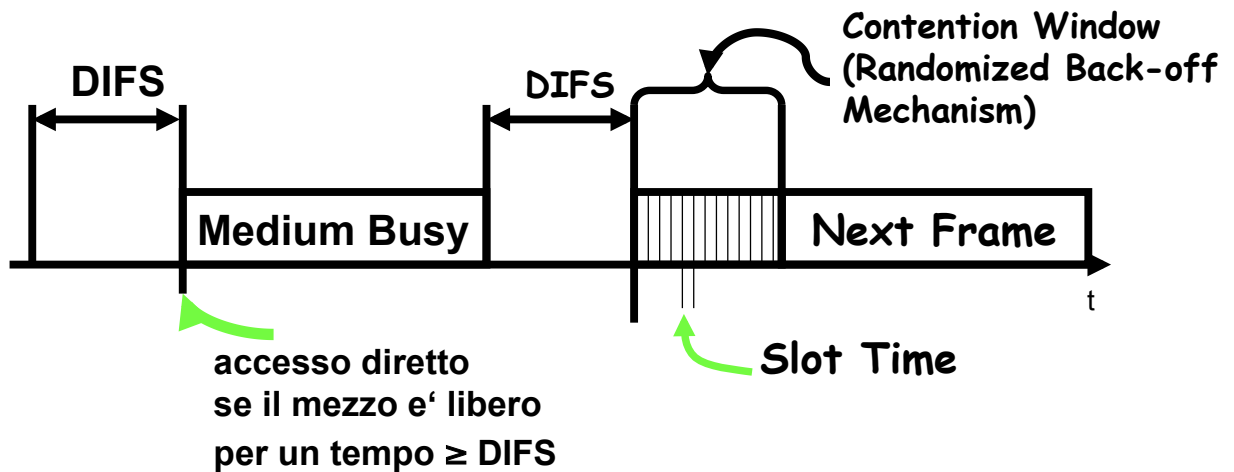 Contention Window
(Randomized Back-off
Mechanism)
DIFS
DIFS
Medium Busy
Next Frame
t
accesso diretto
se il mezzo e‘ libero
per un tempo ≥ DIFS
Slot Time